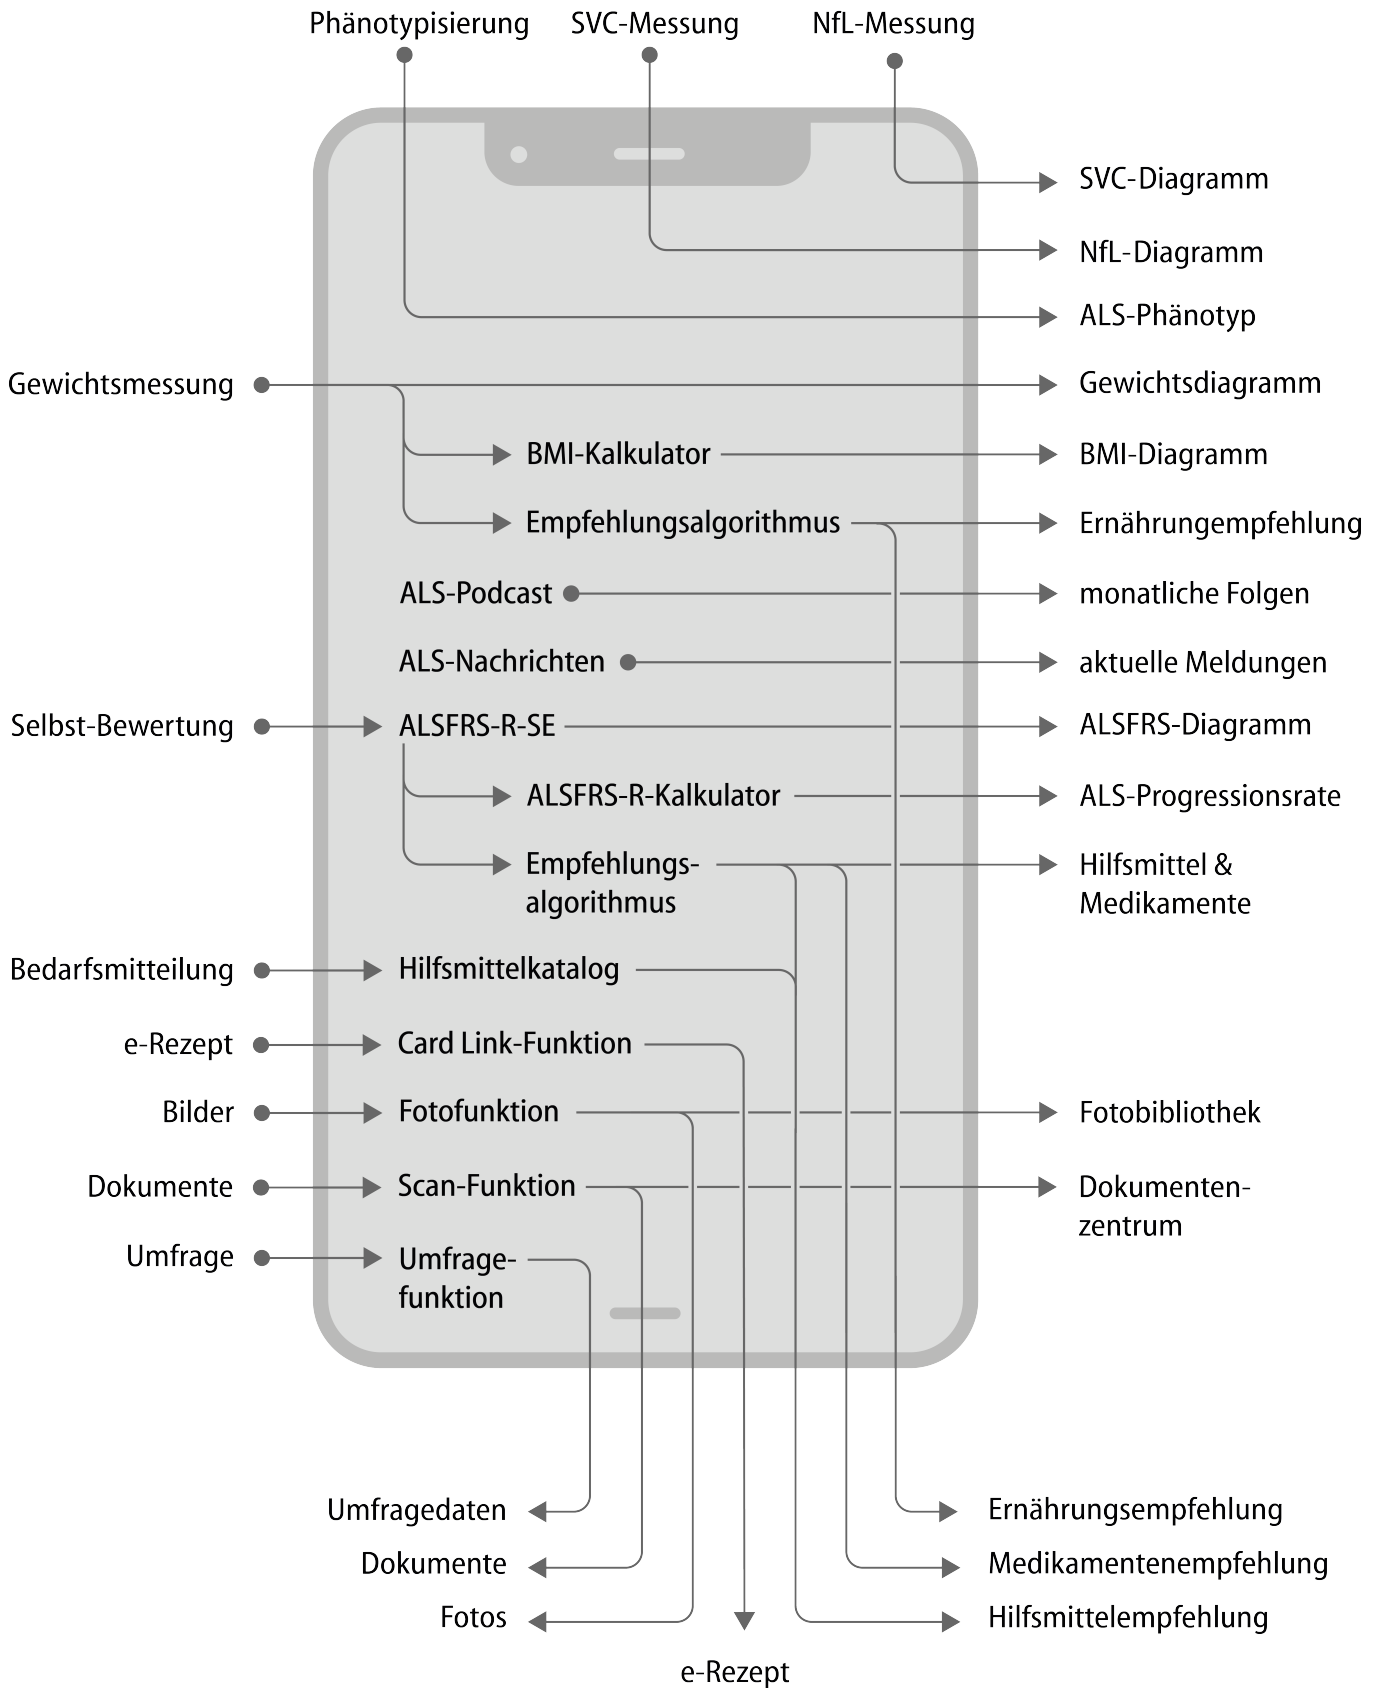 Phänotypisierung SVC-Messung NfL-Messung
SVC-Diagramm
NfL-Diagramm
ALS-Phänotyp
Gewichtsmessung Gewichtsdiagramm
BMI-Kalkulator BMI-Diagramm
Empfehlungsalgorithmus Ernährungempfehlung
ALS-Podcast monatliche Folgen
ALS-Nachrichten aktuelle Meldungen
Selbst-Bewertung ALSFRS-R-SE ALSFRS-Diagramm
ALSFRS-R-Kalkulator ALS-Progressionsrate
Empfehlungs- Hilfsmittel &
algorithmus Medikamente
Bedarfsmitteilung Hilfsmittelkatalog
e-Rezept Card Link-Funktion
Bilder Fotofunktion Fotobibliothek
Dokumente Scan-Funktion Dokumenten-
zentrum
Umfrage Umfrage-
funktion
Umfragedaten Ernährungsempfehlung
Dokumente Medikamentenempfehlung
Fotos Hilfsmittelempfehlung
e-Rezept